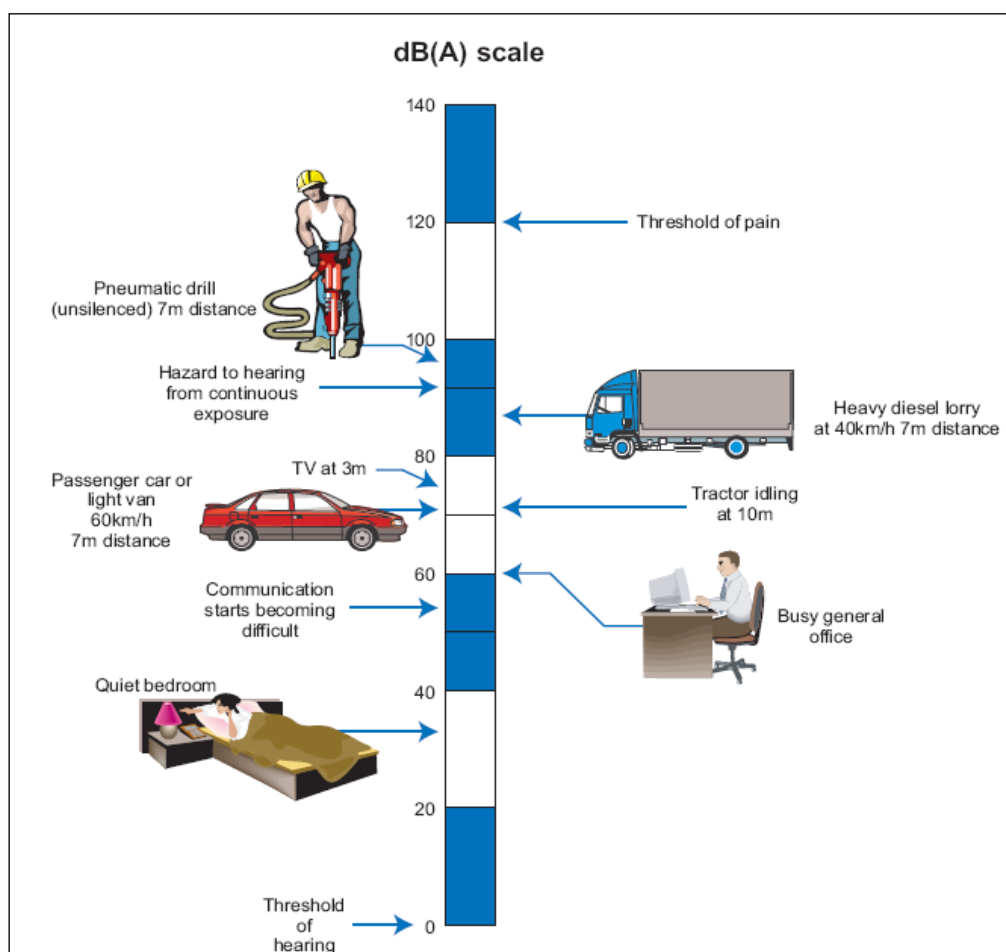 dB(A) scale
140
120
Threshold of pain
Pneumatic drill
(unsilenced) 7m distance
100
Hazard to hearing
from continuous
exposure
Heavy diesel lorry
at 40km/h 7m distance
80
TV at 3m
Passenger car or
light van
60km/h
7m distance
Tractor idling
at 10m
60
Communication
starts becoming
difficult
Busy general
office
Quiet bedroom
40
20
Threshold
of
hearing
0